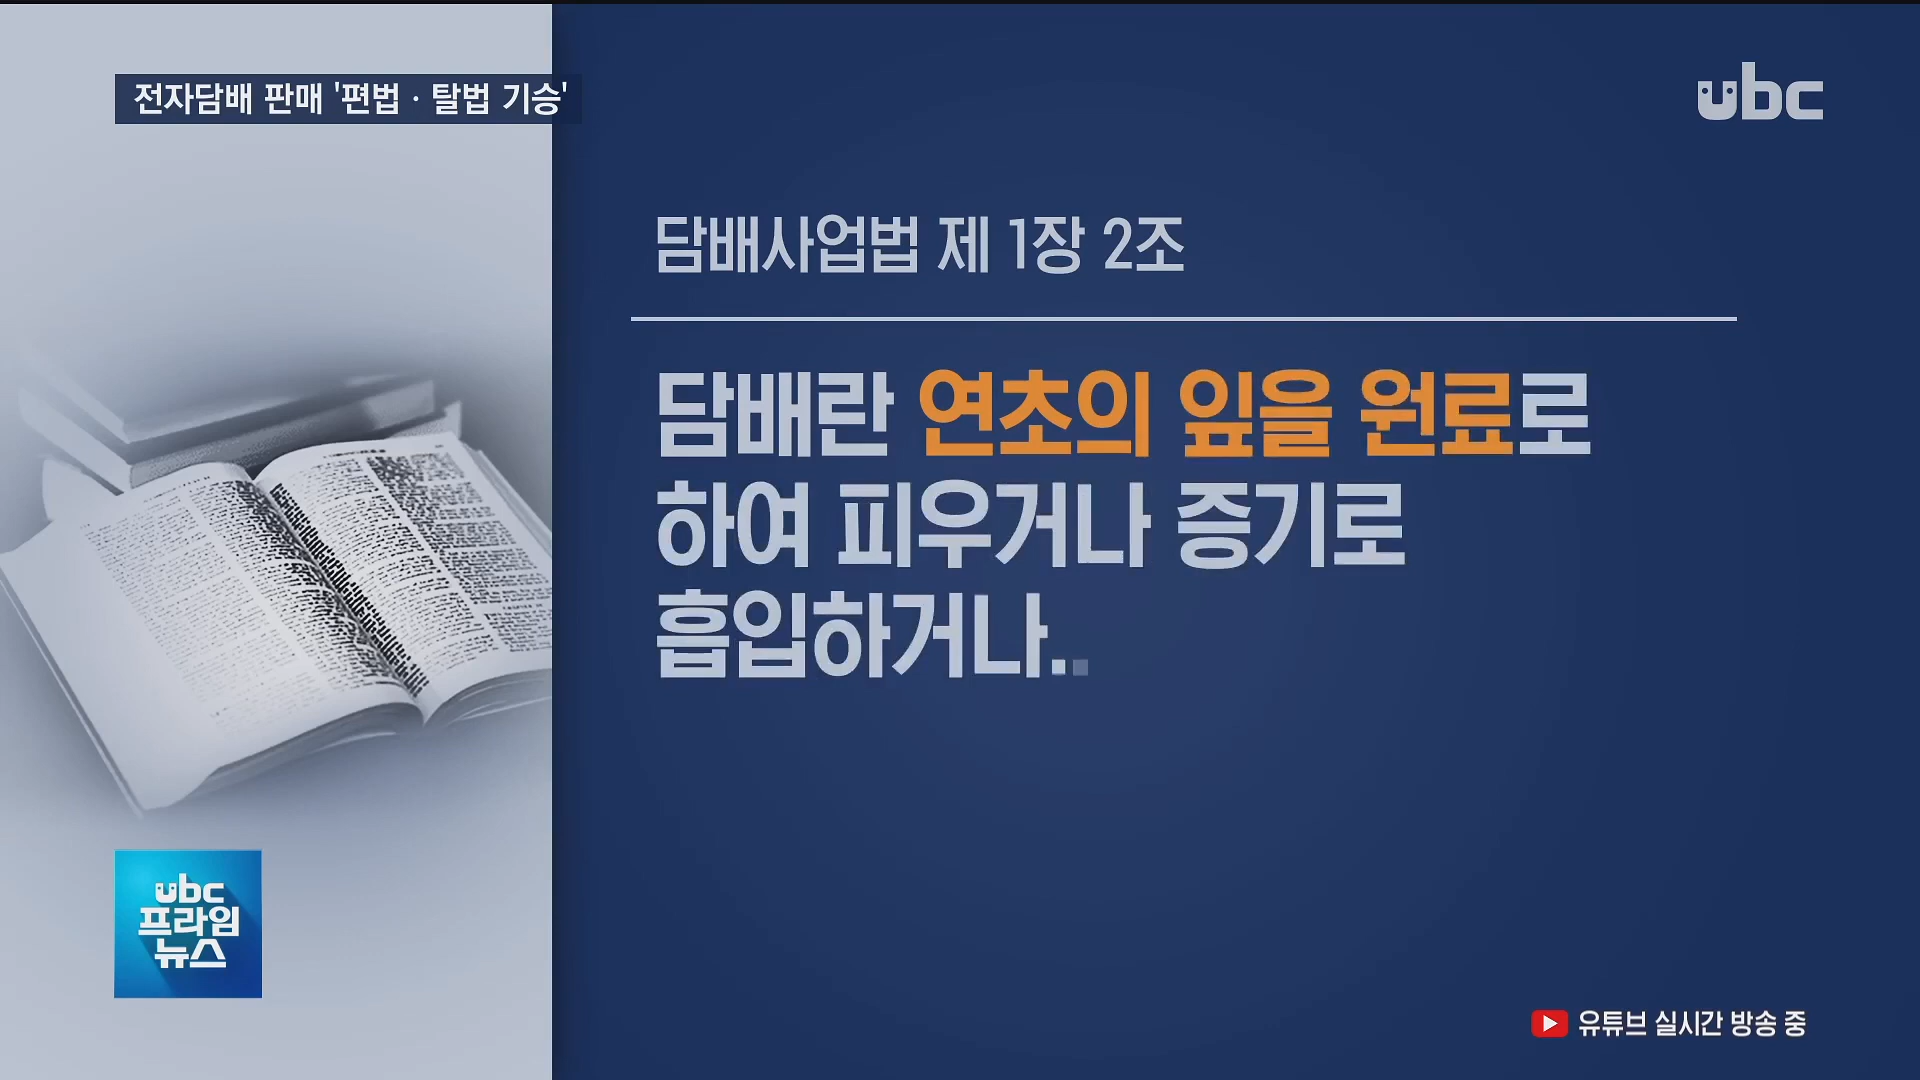 전자담배 판매 '편법·탈법 기승'
ubc
담배사업법 제 1장 2조
담배란 연초의 잎을 원료로
하여 피우거나 증기로
흡입하거나..
ubc
프라임
뉴스
유튜브 실시간 방송 중